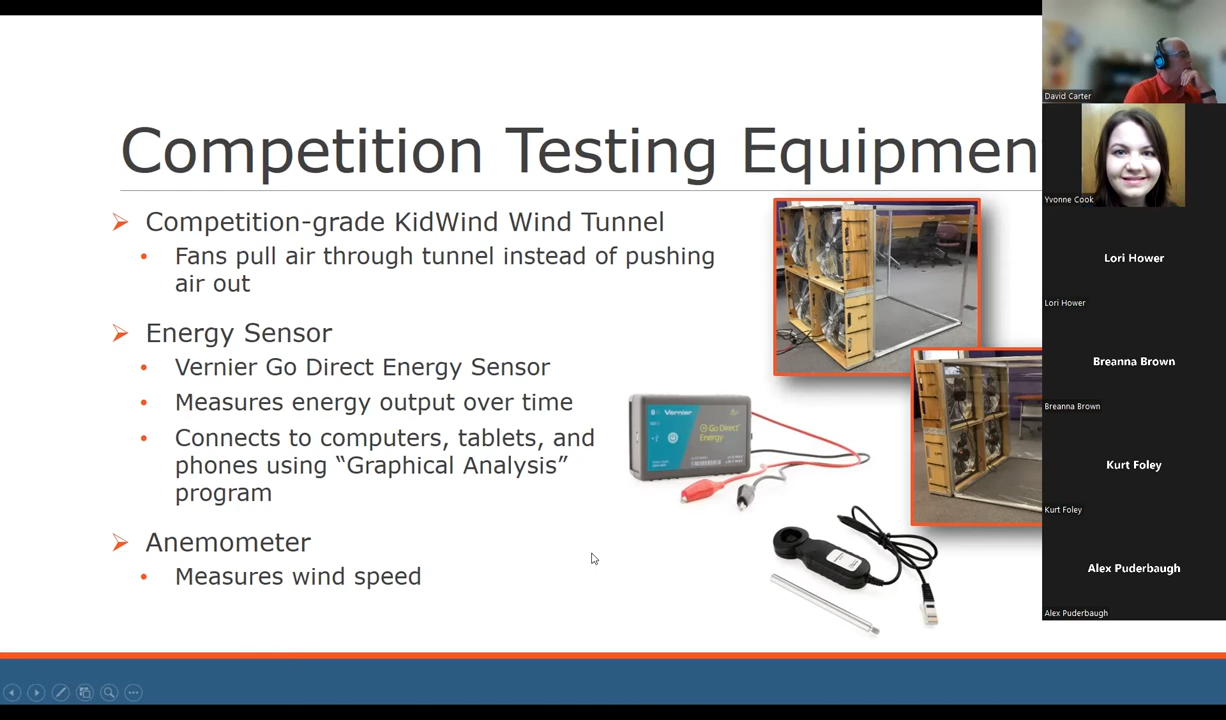 Competition Testing Equipmen
Competition-grade KidWind Wind Tunnel
Fans pull air through tunnel instead of pushing
air out
Energy Sensor
Vernier Go Direct Energy Sensor
Measures energy output over time
Connects to computers, tablets, and
phones using “Graphical Analysis”
program
Anemometer
Measures wind speed
Vernier
Go Direct
Energy
David Carter
Yvonne Cook
Lori Hower
Lori Hower
Breanna Brown
Breanna Brown
Kurt Foley
Kurt Foley
Alex Puderbaugh
Alex Puderbaugh